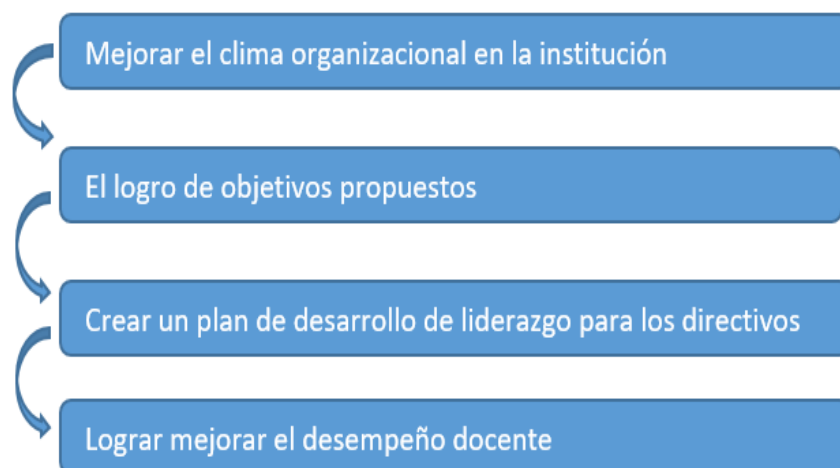 Mejorar el clima organizacional en la institución
El logro de objetivos propuestos
Crear un plan de desarrollo de liderazgo para los directivos
Lograr mejorar el desempeño docente